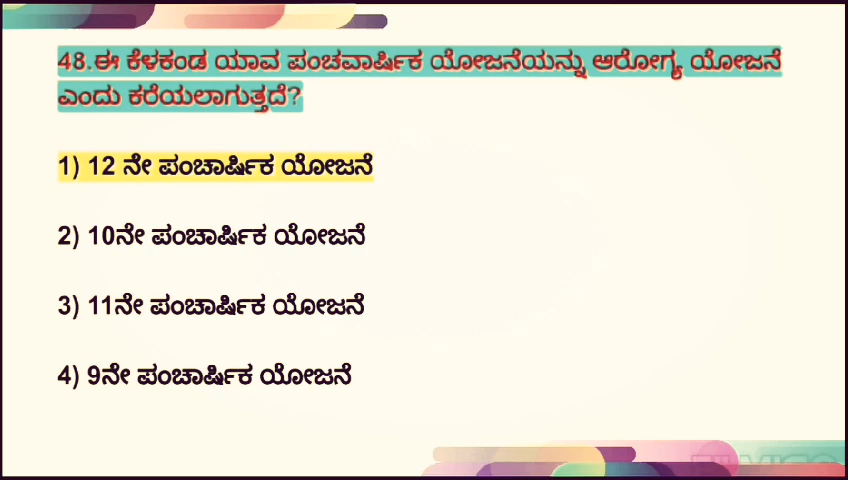 48.ಈ ಕೆಳಕಂಡ ಯಾವ ಪಂಚವಾರ್ಷಿಕ ಯೋಜನೆಯನ್ನು ಆರೋಗ್ಯ ಯೋಜನೆ
ಎಂದು ಕರೆಯಲಾಗುತ್ತದೆ?
1) 12 ನೇ ಪಂಚಾರ್ಷಿಕ ಯೋಜನೆ
2) 10ನೇ ಪಂಚಾರ್ಷಿಕ ಯೋಜನೆ
3) 11ನೇ ಪಂಚಾರ್ಷಿಕ ಯೋಜನೆ
4) 9ನೇ ಪಂಚಾರ್ಷಿಕ ಯೋಜನೆ